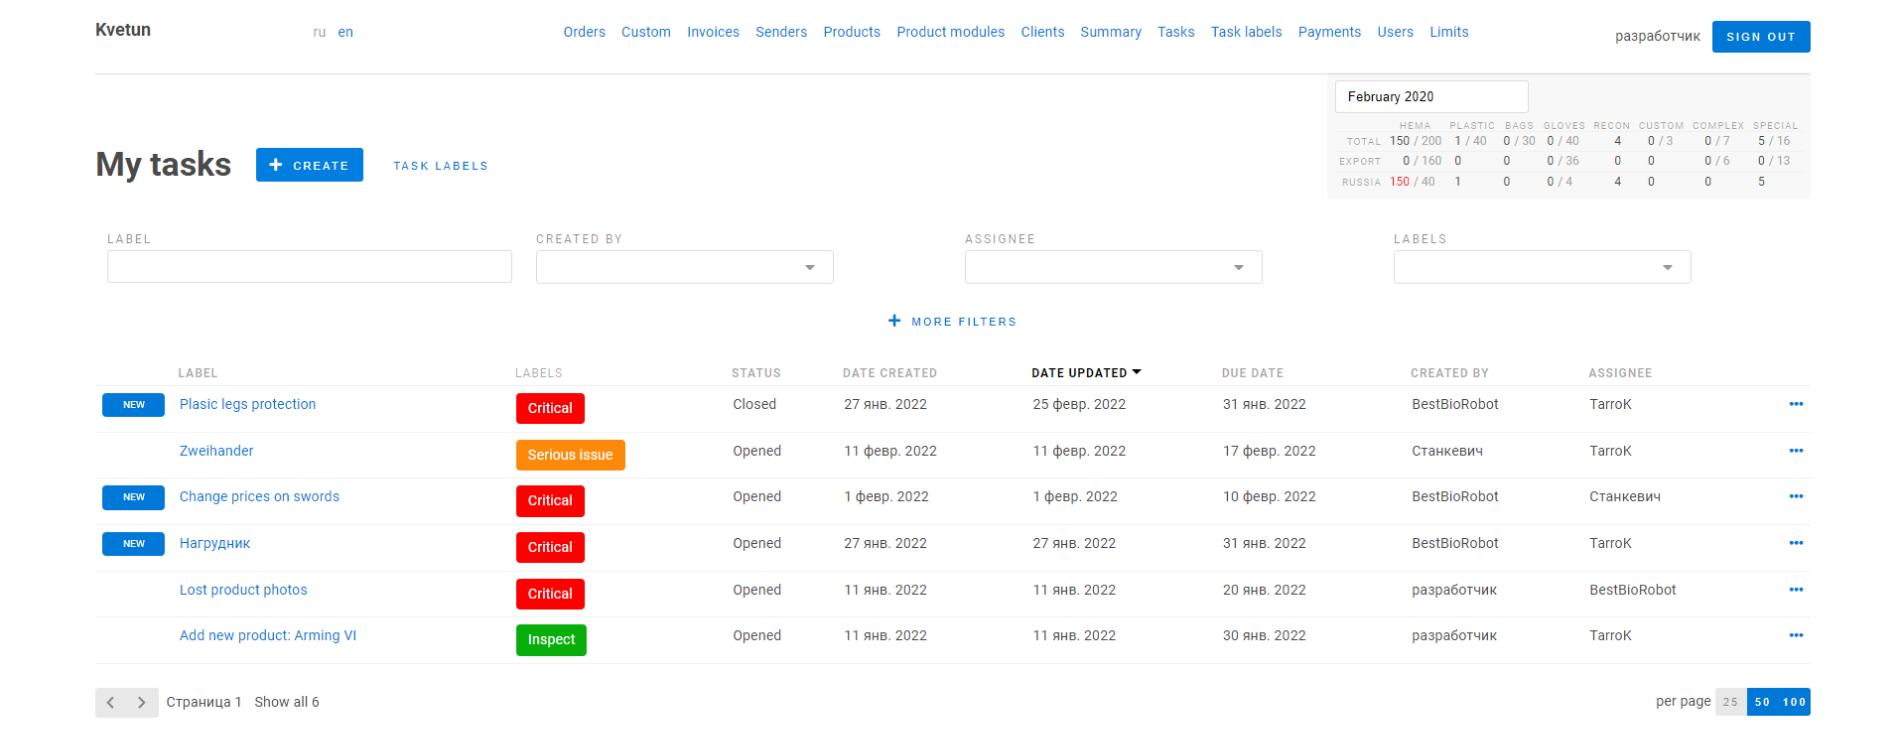 Kvetun ru en Orders Custom Invoices Senders Products Product modules Clients Summary Tasks Task labels Payments Users Limits разработчик SIGN OUT
February 2020
HEMA PLASTIC BAGS GLOVES RECON CUSTOM COMPLEX SPECIAL
TOTAL 150 / 200 1 / 40 0 / 30 0 / 40 4 0 / 3 0 / 7 5 / 16
EXPORT 0 / 160 0 0 0 / 36 0 0 0 / 6 0 / 13
RUSSIA 150 / 40 1 0 0 / 4 4 0 0 5
My tasks + CREATE TASK LABELS
LABEL CREATED BY ASSIGNEE LABELS
+ MORE FILTERS
LABEL LABELS STATUS DATE CREATED DATE UPDATED DUE DATE CREATED BY ASSIGNEE
NEW Plasic legs protection Critical Closed 27 янв. 2022 25 февр. 2022 31 янв. 2022 BestBioRobot TarroK
Zweihander Serious issue Opened 11 февр. 2022 11 февр. 2022 17 февр. 2022 Станкевич TarroK
NEW Change prices on swords Critical Opened 1 февр. 2022 1 февр. 2022 10 февр. 2022 BestBioRobot Станкевич
NEW Нагрудник Critical Opened 27 янв. 2022 27 янв. 2022 31 янв. 2022 BestBioRobot TarroK
Lost product photos Critical Opened 11 янв. 2022 11 янв. 2022 20 янв. 2022 разработчик BestBioRobot
Add new product: Arming VI Inspect Opened 11 янв. 2022 11 янв. 2022 30 янв. 2022 разработчик TarroK
Страница 1 Show all 6 per page 25 50 100